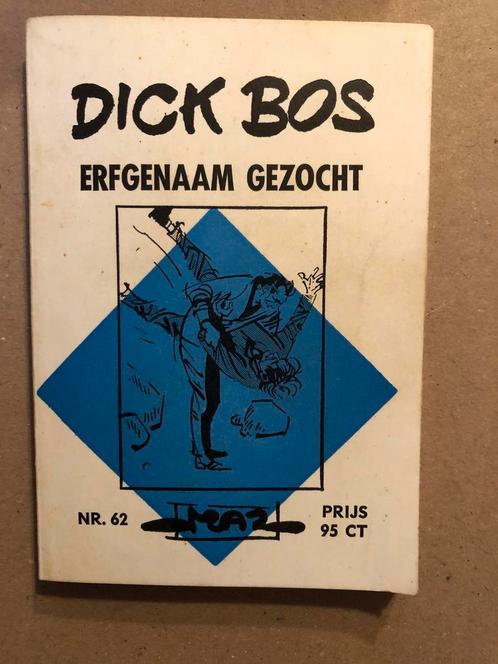 DICK BOS
ERFGENAAM GEZOCHT
NR. 62
MAZ
PRIJS
95 CT